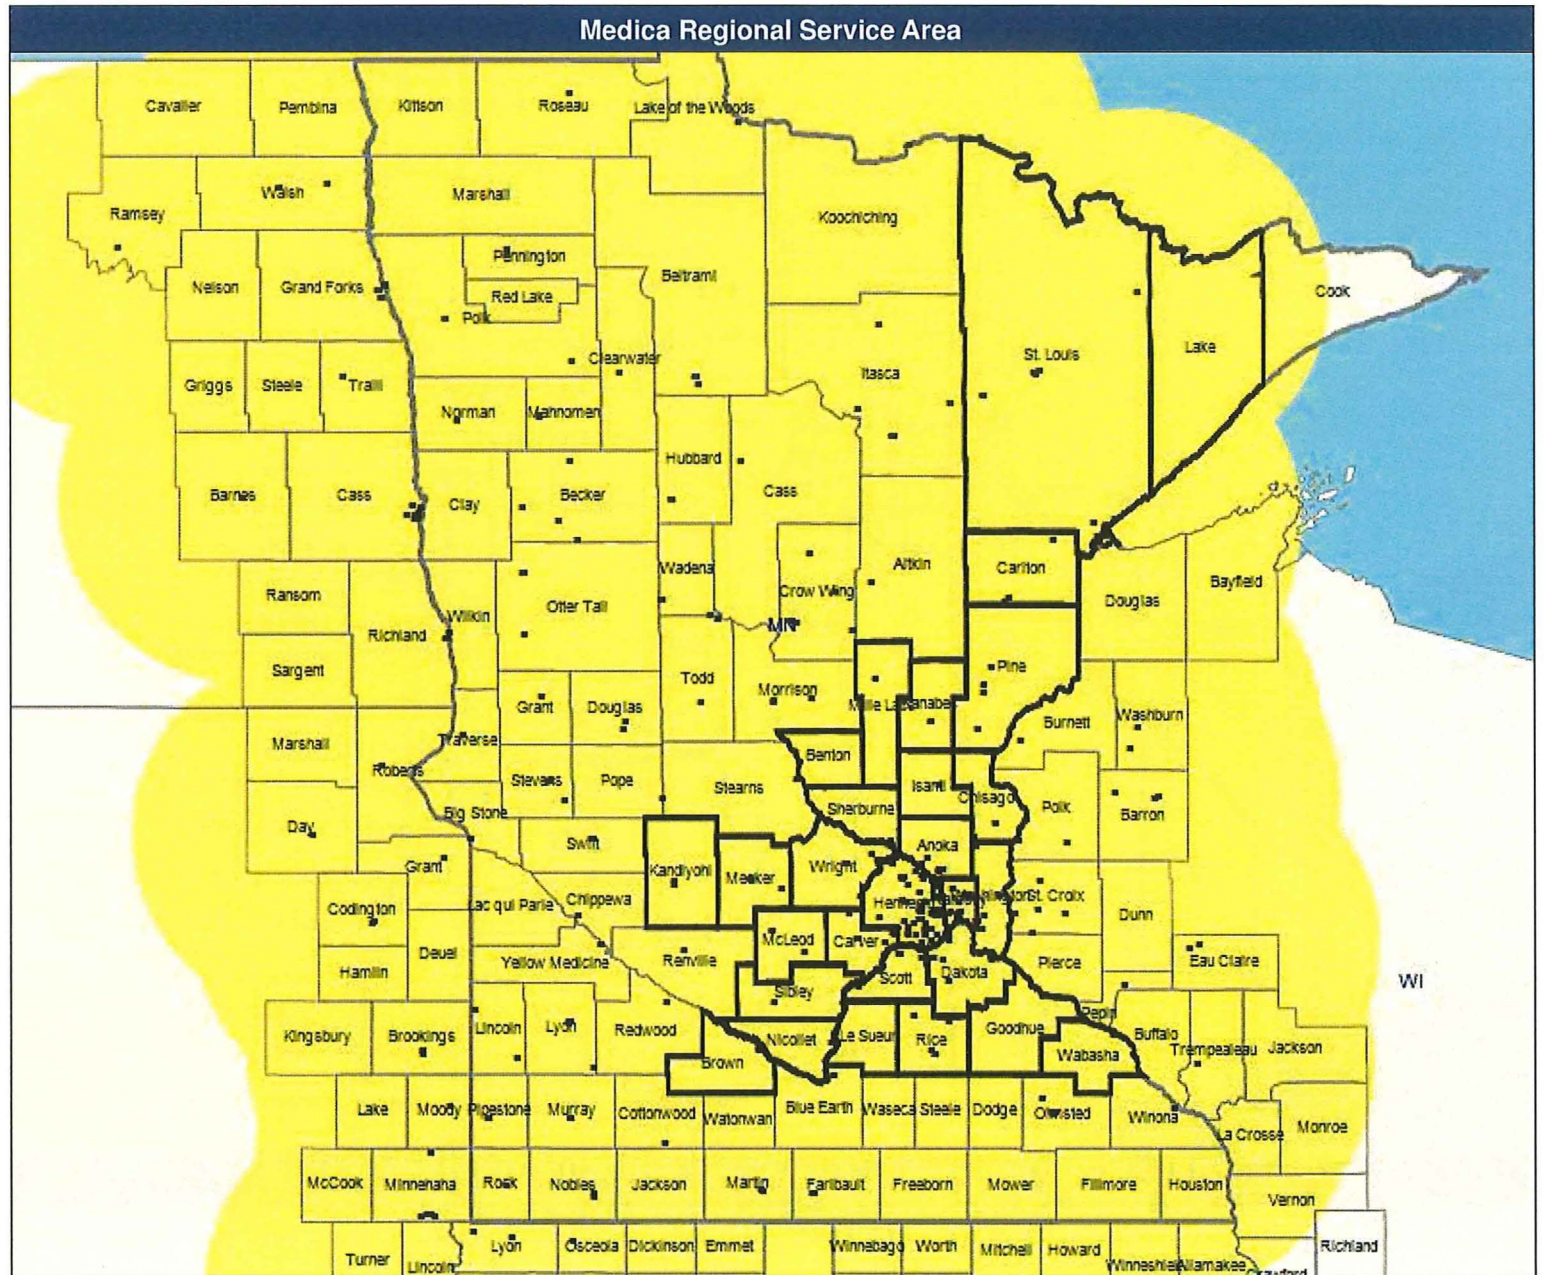 Medica Regional Service Area
Cavalier
Pembina
Kittson
Roseau
Lake of the Woods
Walsh
Marshall
Ramsey
Koochiching
Pennington
Nelson
Grand Forks
Red Lake
Beltrami
Cook
Polk
Lake
St. Louis
Clearwater
Itasca
Griggs
Steele
Traill
Norman
Mahnomen
Hubbard
Barnes
Cass
Clay
Becker
Cass
Aitkin
Carlton
Wadena
Crow Wing
Bayfield
Ransom
Otter Tail
Douglas
Wilkin
MN
Richland
Sargent
Pine
Todd
Morrison
Grant
Douglas
Mille Lacs
Kanabec
Burnett
Washburn
Marshall
Traverse
Roberts
Benton
Stevens
Pope
Stearns
Isanti
Chisago
Polk
Big Stone
Sherburne
Barron
Day
Swift
Anoka
Grant
Kandiyohi
Meeker
Wright
Chippewa
Codington
Lac qui Parle
Hennepin
Washington
St. Croix
Dunn
McLeod
Carver
Deuel
Yellow Medicine
Renville
Hamlin
Scott
Dakota
Pierce
Eau Claire
Sibley
WI
Pepin
Kingsbury
Brookings
Lincoln
Lyon
Redwood
Nicollet
Le Sueur
Rice
Goodhue
Buffalo
Trempealeau
Jackson
Brown
Wabasha
Lake
Moody
Pipestone
Murray
Cottonwood
Watonwan
Blue Earth
Waseca
Steele
Dodge
Olmsted
Winona
La Crosse
Monroe
McCook
Minnehaha
Rock
Nobles
Jackson
Martin
Faribault
Freeborn
Mower
Fillmore
Houston
Vernon
Turner
Lincoln
Lyon
Osceola
Dickinson
Emmet
Winnebago
Worth
Mitchell
Howard
Winneshiek
Allamakee
Crawford
Richland